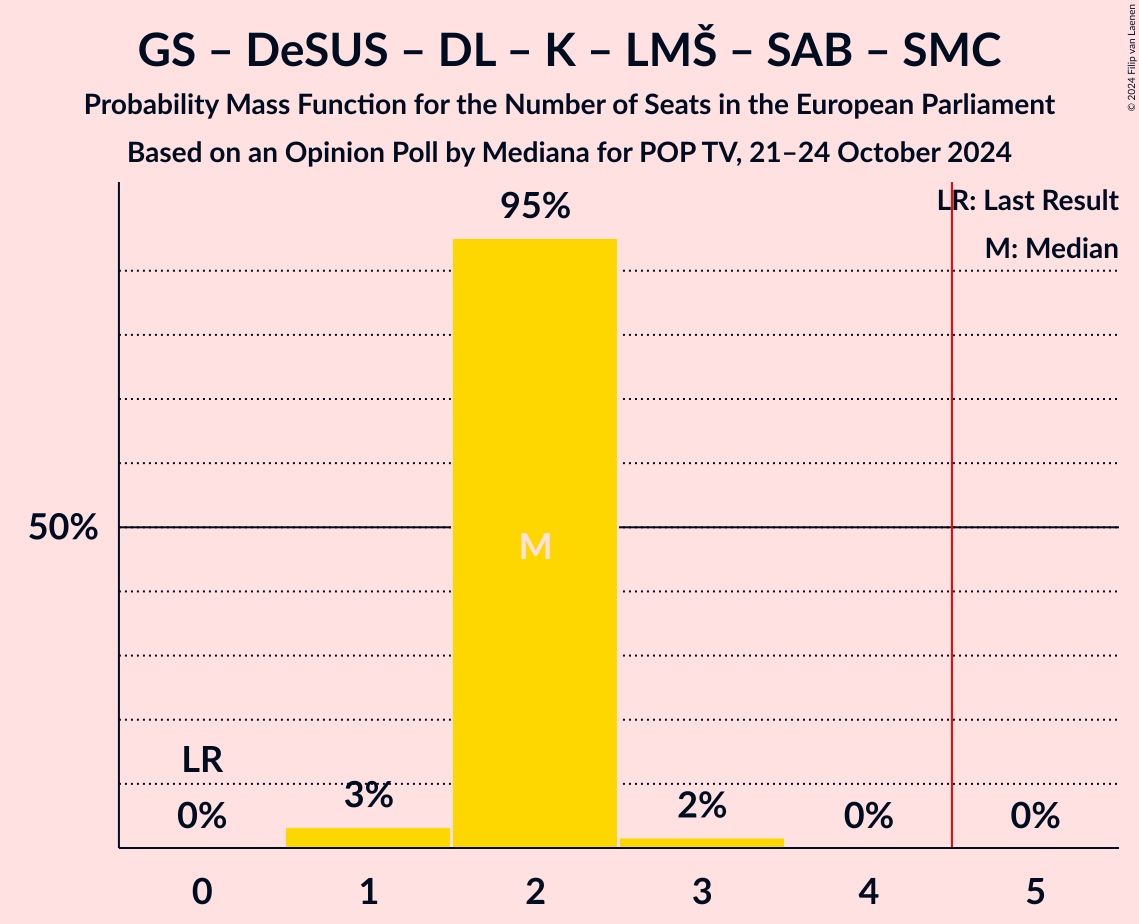 GS – DeSUS – DL – K – LMŠ – SAB – SMC
Probability Mass Function for the Number of Seats in the European Parliament
Based on an Opinion Poll by Mediana for POP TV, 21–24 October 2024
© 2024 Filip van Laenen
LR: Last Result
M: Median
95%
50%
M
LR
0%
3%
2%
0%
0%
0
1
2
3
4
5